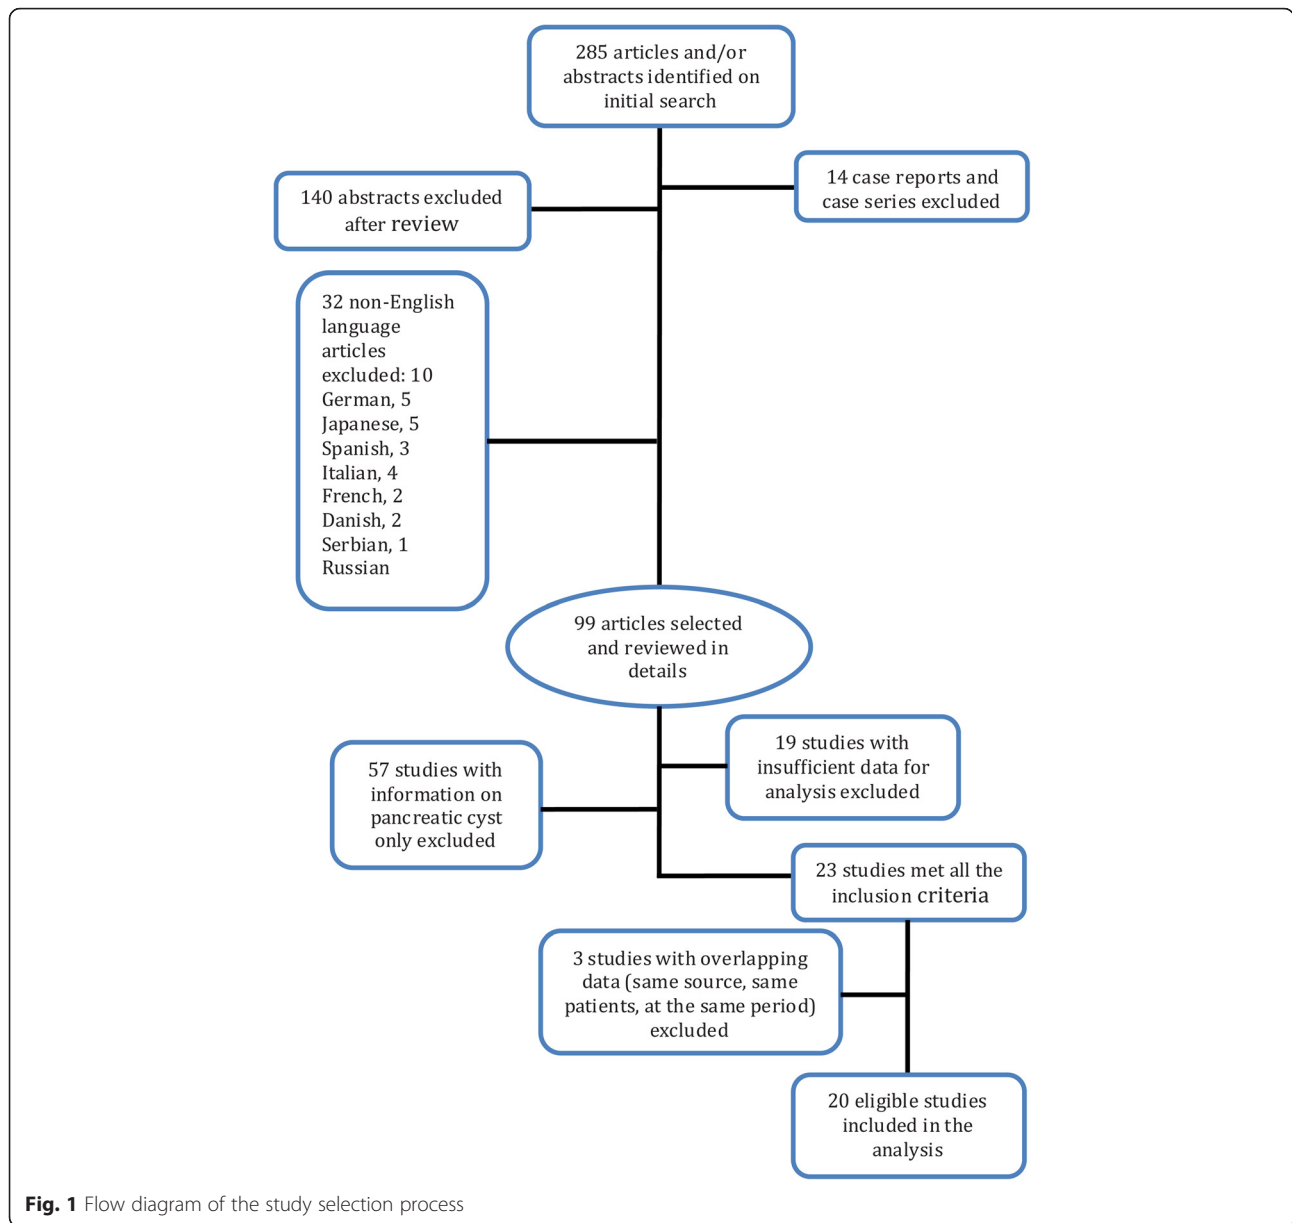 285 articles and/or
abstracts identified on
initial search
14 case reports and
case series excluded
140 abstracts excluded
after review
32 non-English
language
articles
excluded: 10
German, 5
Japanese, 5
Spanish, 3
Italian, 4
French, 2
Danish, 2
Serbian, 1
Russian
99 articles selected
and reviewed in
details
19 studies with
insufficient data for
analysis excluded
57 studies with
information on
pancreatic cyst
only excluded
23 studies met all the
inclusion criteria
3 studies with overlapping
data (same source, same
patients, at the same period)
excluded
20 eligible studies
included in the
analysis
Fig. 1 Flow diagram of the study selection process